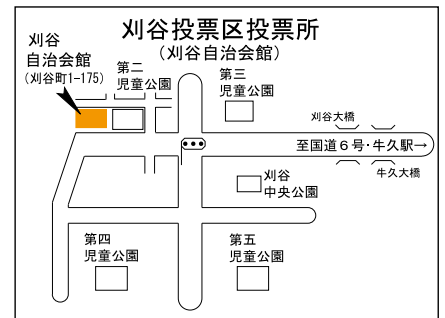 刈谷投票区投票所
(刈谷自治会館)
刈谷
自治会館
(刈谷町1-175)
第二
児童公園
第三
児童公園
刈谷大橋
至国道６号・牛久駅→
牛久大橋
刈谷
中央公園
第四
児童公園
第五
児童公園